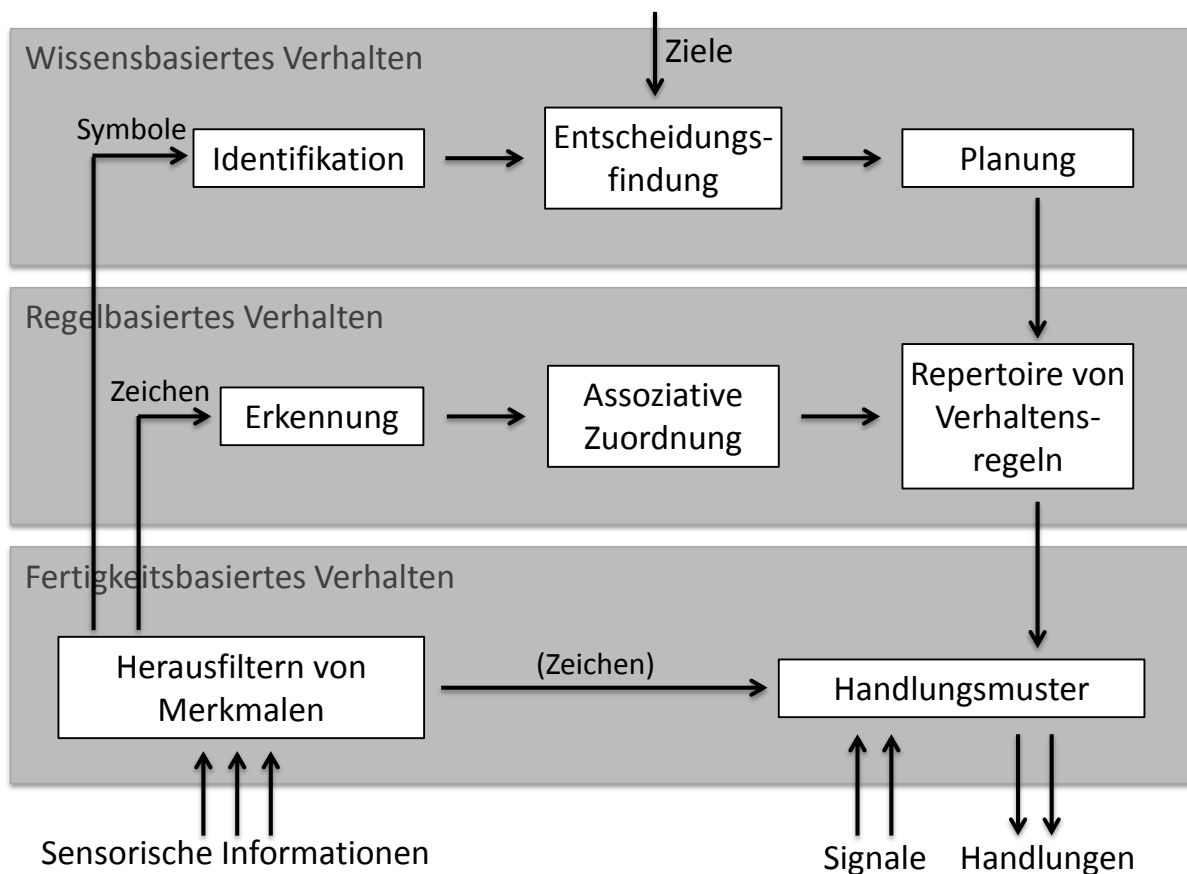 Wissensbasiertes Verhalten
Ziele
Symbole
Identifikation
Entscheidungs-
findung
Planung
Regelbasiertes Verhalten
Zeichen
Erkennung
Assoziative
Zuordnung
Repertoire von
Verhaltens-
regeln
Fertigkeitsbasiertes Verhalten
Herausfiltern von
Merkmalen
(Zeichen)
Handlungsmuster
Sensorische Informationen
Signale
Handlungen